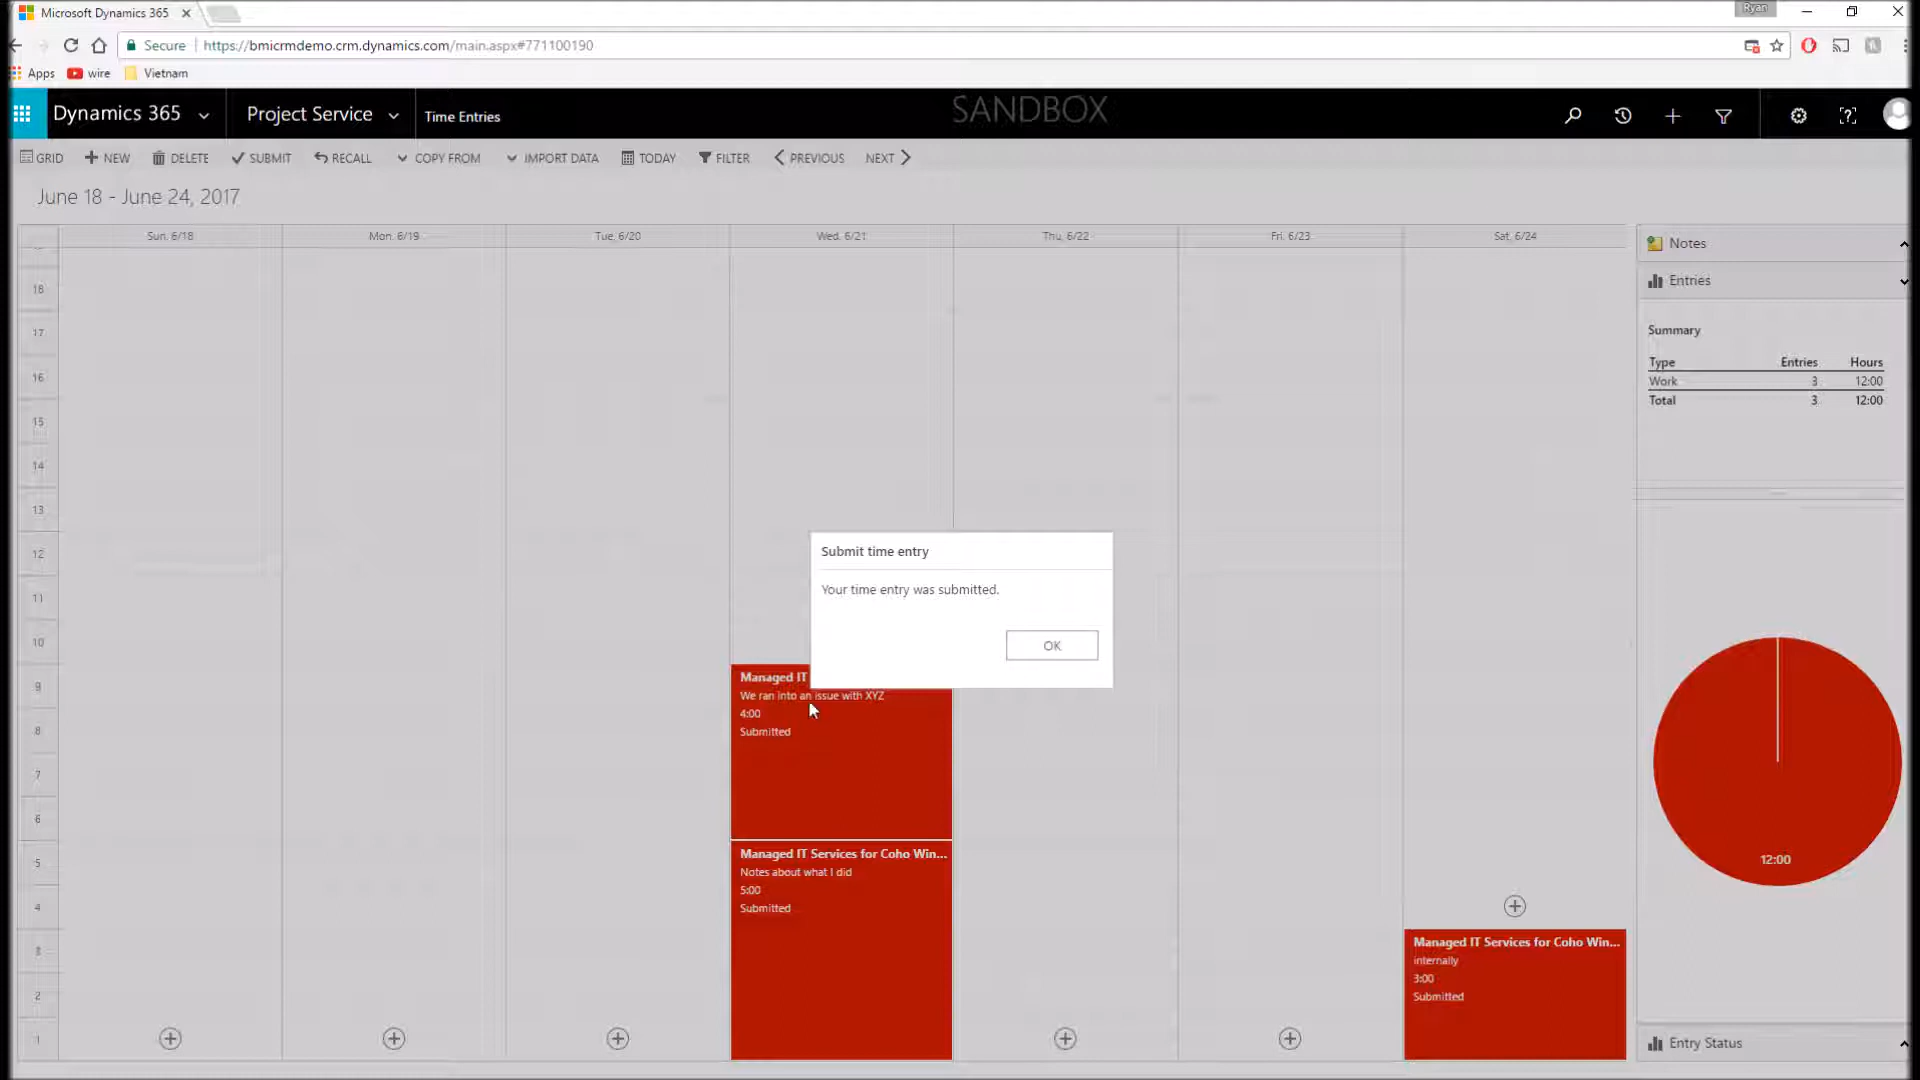 Microsoft Dynamics 365
Ryan
Secure
https://bmicrmdemo.crm.dynamics.com/main.aspx#771100190
Apps
wire
Vietnam
Dynamics 365
Project Service
Time Entries
SANDBOX
GRID
NEW
DELETE
SUBMIT
RECALL
COPY FROM
IMPORT DATA
TODAY
FILTER
PREVIOUS
NEXT
June 18 - June 24, 2017
Sun, 6/18
Mon, 6/19
Tue, 6/20
Wed, 6/21
Thu, 6/22
Fri, 6/23
Sat, 6/24
18
17
16
15
14
13
12
11
10
9
8
7
6
5
4
3
2
1
Submit time entry
Your time entry was submitted.
OK
Managed IT
We ran into an issue with XYZ
4:00
Submitted
Managed IT Services for Coho Win...
Notes about what I did
5:00
Submitted
Managed IT Services for Coho Win...
internally
3:00
Submitted
Notes
Entries
Summary
Type Entries Hours
Work 3 12:00
Total 3 12:00
12:00
Entry Status